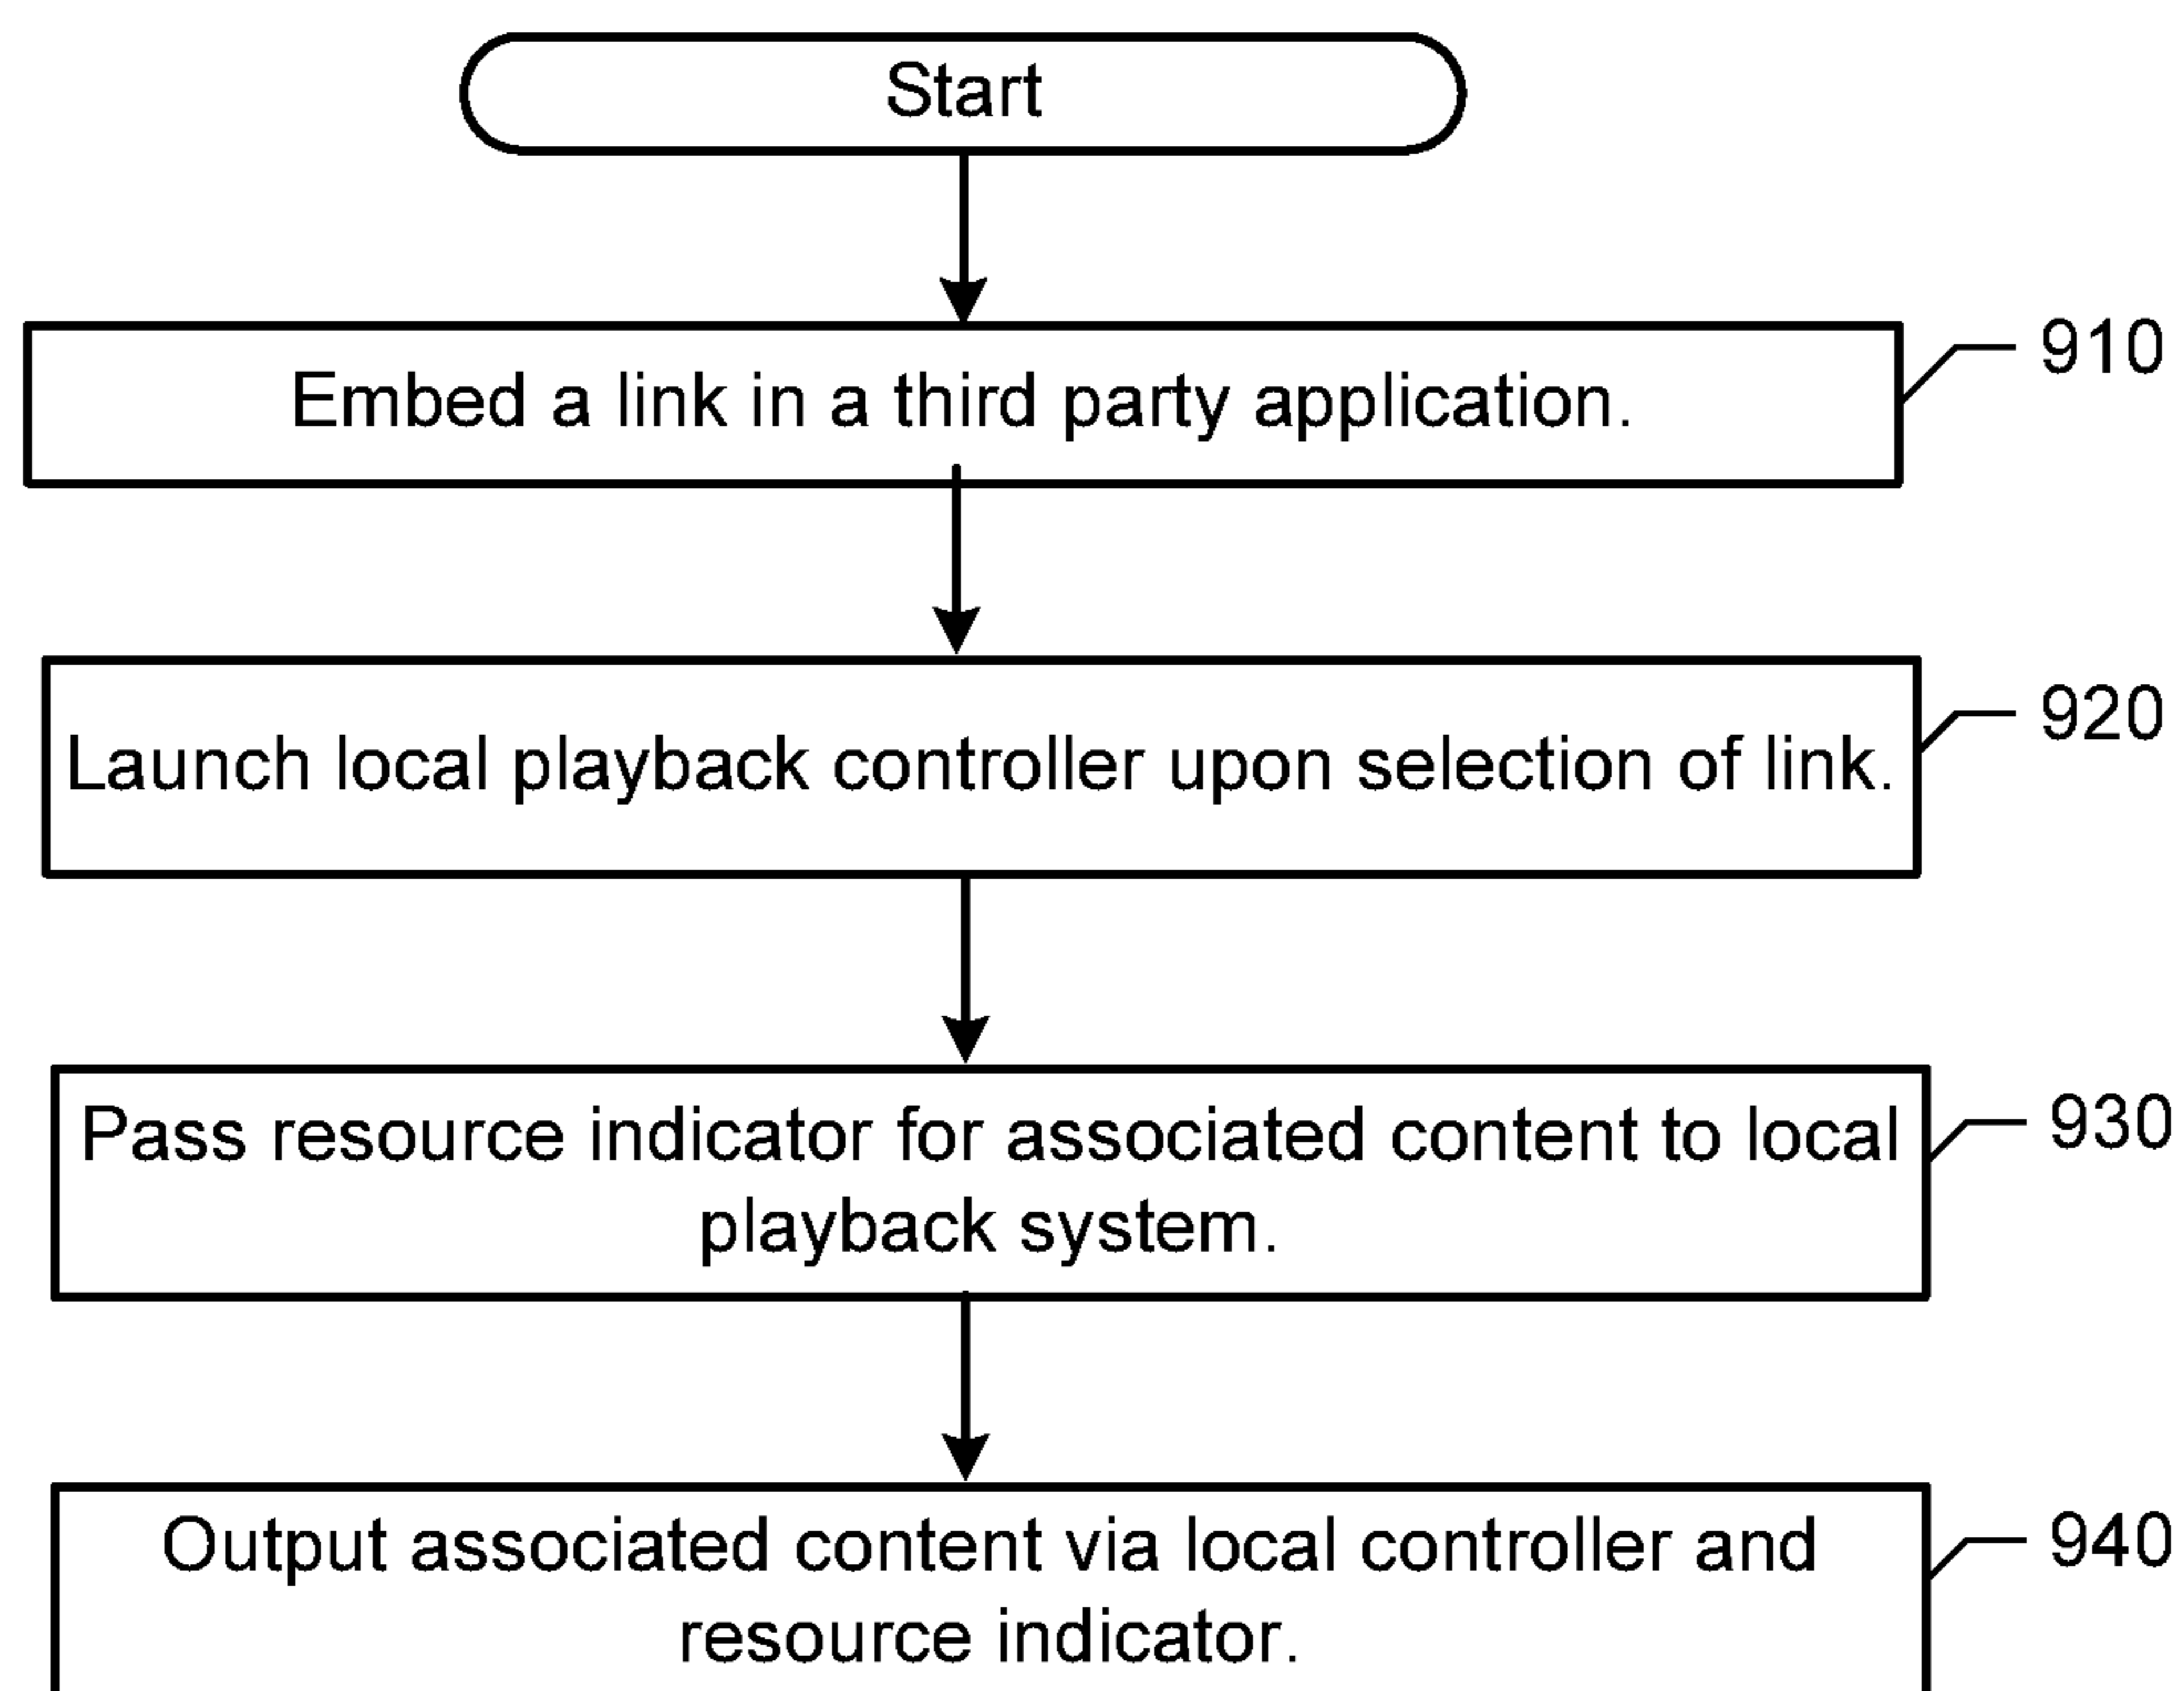 Start
910
Embed a link in a third party application.
920
Launch local playback controller upon selection of link.
930
Pass resource indicator for associated content to local
playback system.
940
Output associated content via local controller and
resource indicator.